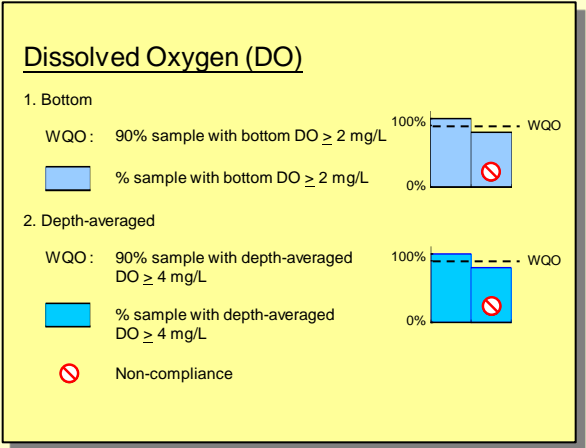 Dissolved Oxygen (DO)
1. Bottom
WQO: 90% sample with bottom DO ≥ 2 mg/L
% sample with bottom DO ≥ 2 mg/L
100%
WQO
0%
2. Depth-averaged
WQO: 90% sample with depth-averaged
DO ≥ 4 mg/L
% sample with depth-averaged
DO ≥ 4 mg/L
100%
WQO
0%
Non-compliance